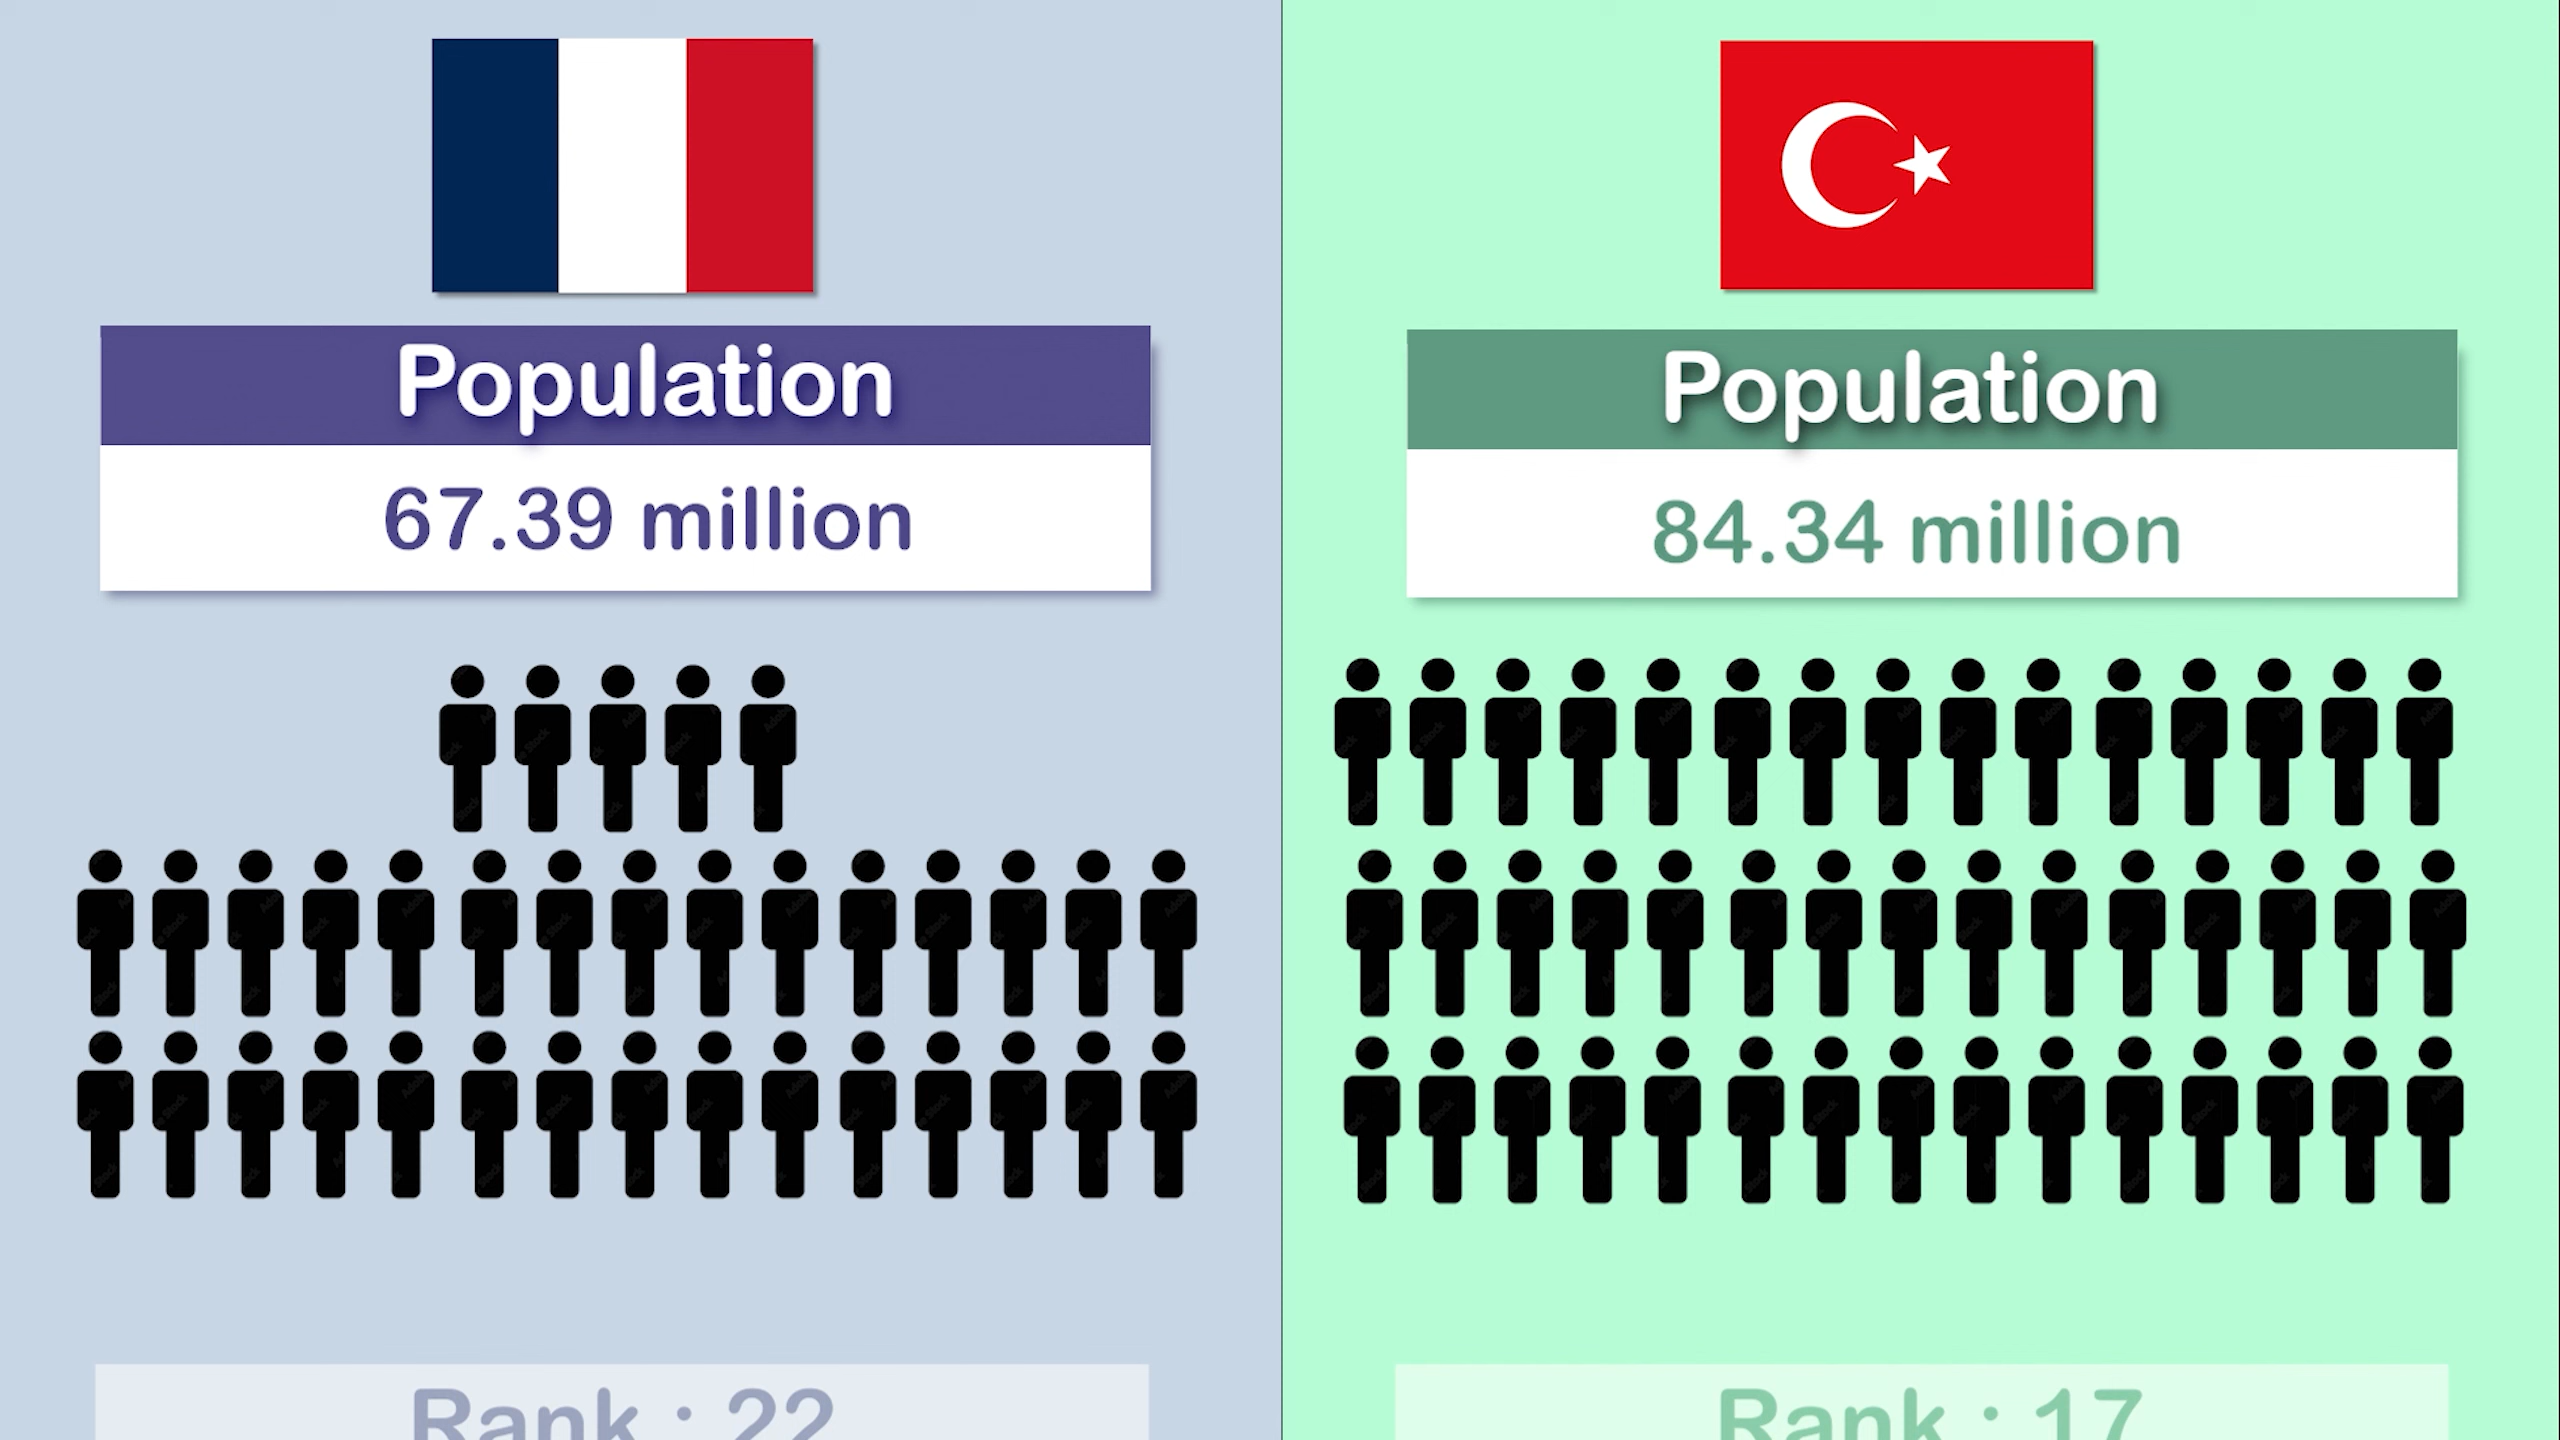 Population
67.39 million
Rank : 22
Population
84.34 million
Rank : 17